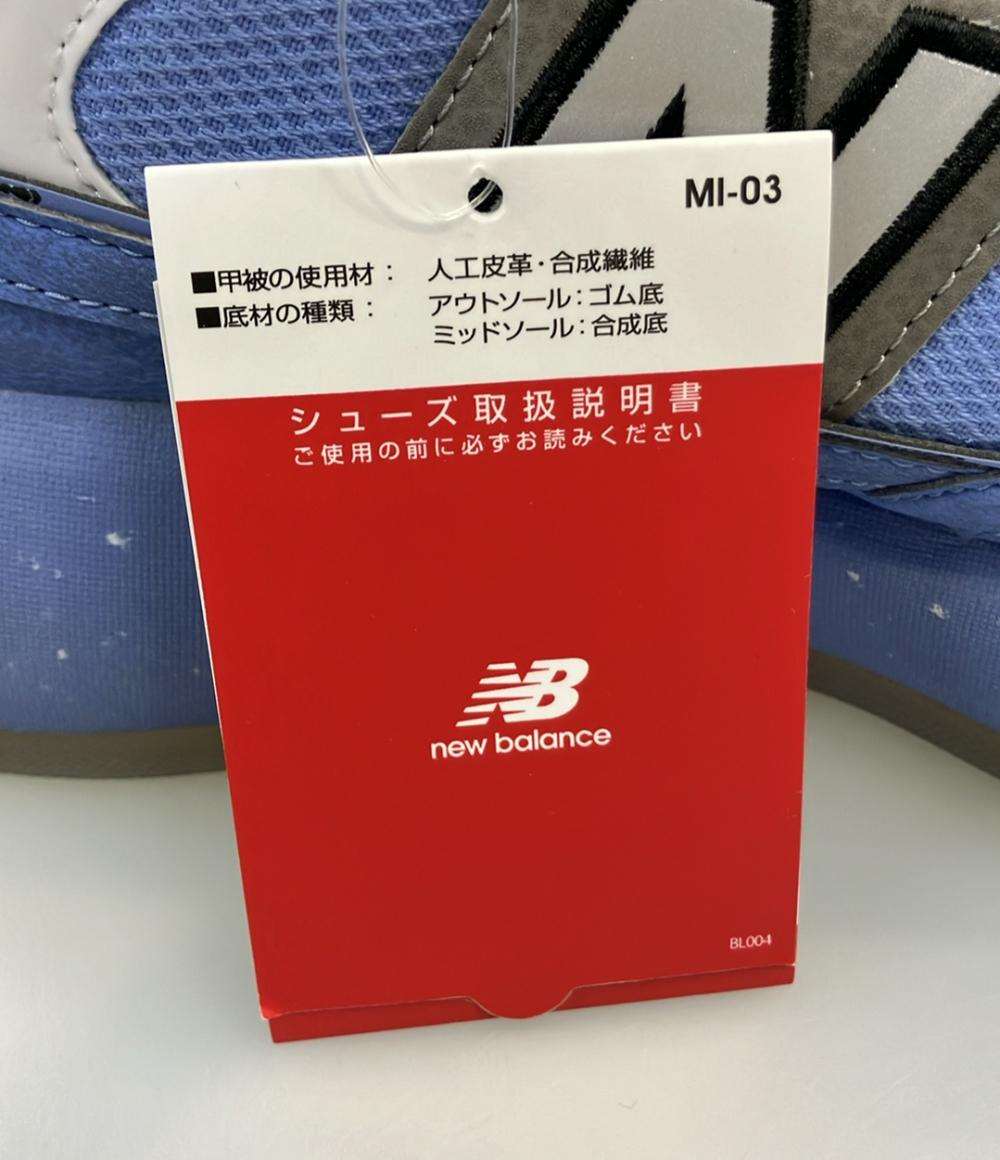 MI-03
■甲被の使用材： 人工皮革・合成繊維
■底材の種類： アウトソール：ゴム底
ミッドソール：合成底
シューズ取扱説明書
ご使用の前に必ずお読みください
NB
new balance
BL004